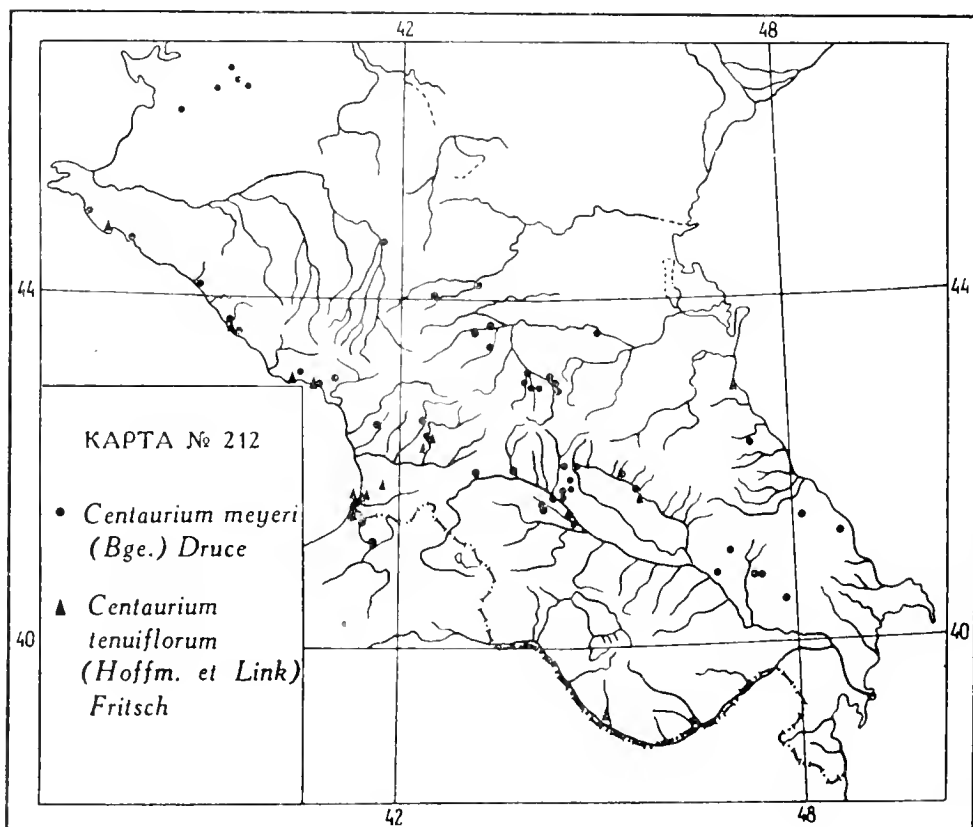 42 48
44 44
КАРТА № 212
Centaurium meyeri
(Bge.) Druce
Centaurium
tenuiflorum
(Hoffm. et Link)
Fritsch
40 40
42 48